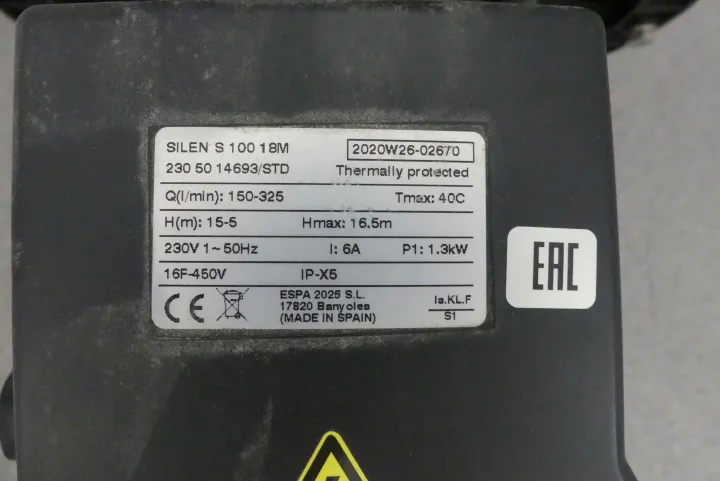 SILEN S 100 18M 2020W26-02670
230 50 14693/STD Thermally protected
Q(l/min): 150-325 Tmax: 40C
H(m): 15-5 Hmax: 16.5m
230V 1~50Hz I: 6A P1: 1.3kW
16F-450V IP-X5
CE ESPA 2025 S.L. Is.KL.F
17820 Banyoles S1
(MADE IN SPAIN)
EAC